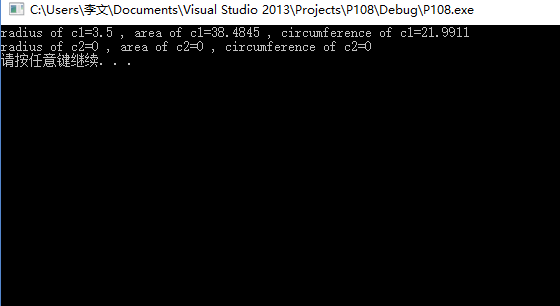 C:\Users\李文\Documents\Visual Studio 2013\Projects\P108\Debug\P108.exe
radius of c1=3.5 , area of c1=38.4845 , circumference of c1=21.9911
radius of c2=0 , area of c2=0 , circumference of c2=0
请按任意键继续. . .